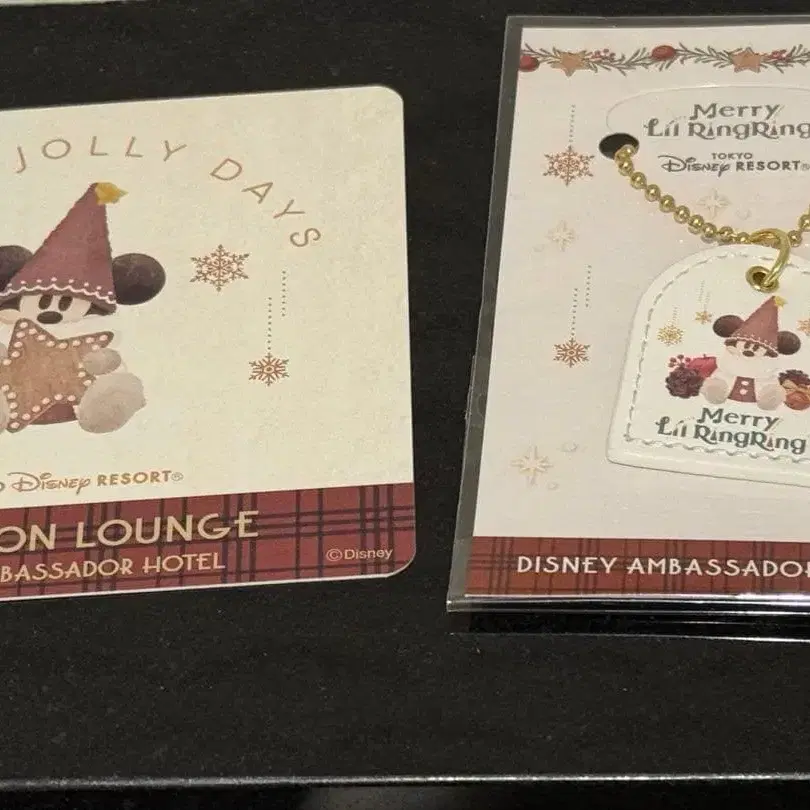 JOLLY DAYS
Disney RESORT®
ON LOUNGE
BASSADOR HOTEL
©Disney
Merry
Lil RingRing
TOKYO
Disney RESORT®
Merry
Lil RingRing
DISNEY AMBASSADOR